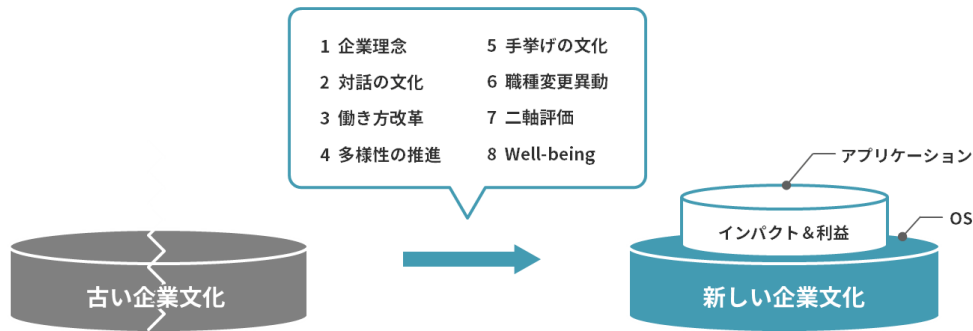 1 企業理念
2 対話の文化
3 働き方改革
4 多様性の推進
5 手挙げの文化
6 職種変更異動
7 二軸評価
8 Well-being
古い企業文化
アプリケーション
OS
インパクト＆利益
新しい企業文化